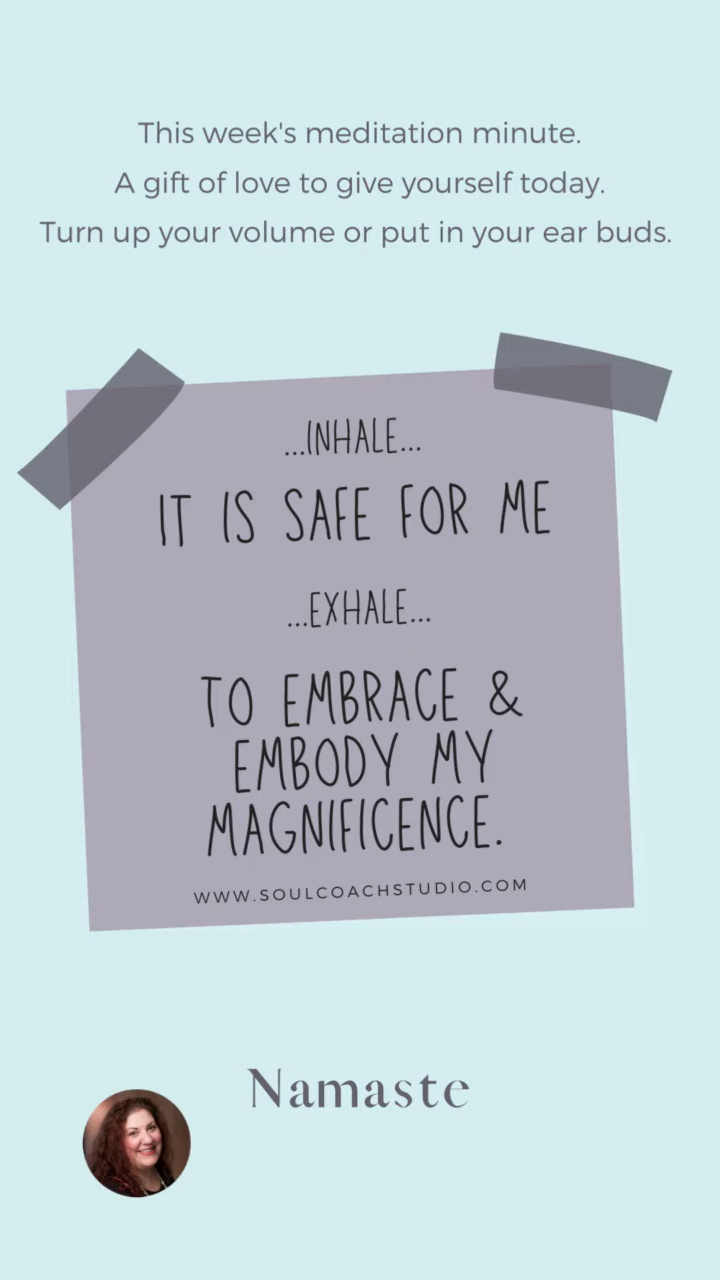 This week's meditation minute.
A gift of love to give yourself today.
Turn up your volume or put in your ear buds.
...INHALE...
IT IS SAFE FOR ME
...EXHALE...
TO EMBRACE &
EMBODY MY
MAGNIFICENCE.
WWW.SOULCOACHSTUDIO.COM
Namaste